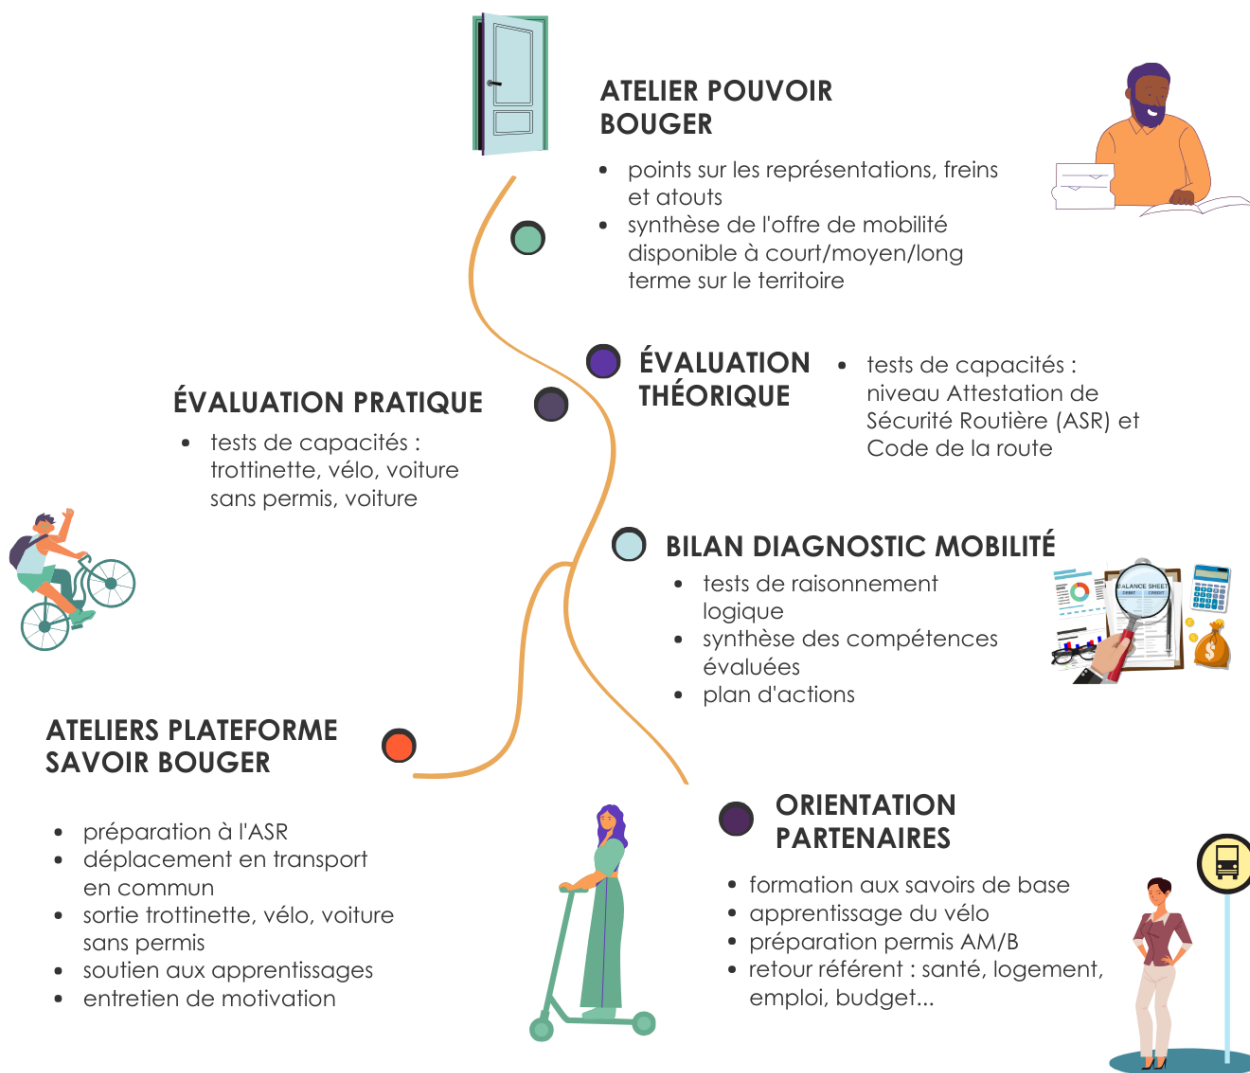 ATELIER POUVOIR
BOUGER
• points sur les représentations, freins
et atouts
• synthèse de l'offre de mobilité
disponible à court/moyen/long
terme sur le territoire
ÉVALUATION
THÉORIQUE
• tests de capacités :
niveau Attestation de
Sécurité Routière (ASR) et
Code de la route
ÉVALUATION PRATIQUE
• tests de capacités :
trottinette, vélo, voiture
sans permis, voiture
BILAN DIAGNOSTIC MOBILITÉ
• tests de raisonnement
logique
• synthèse des compétences
évaluées
• plan d'actions
BALANCE SHEET
ATELIERS PLATEFORME
SAVOIR BOUGER
• préparation à l'ASR
• déplacement en transport
en commun
• sortie trottinette, vélo, voiture
sans permis
• soutien aux apprentissages
• entretien de motivation
ORIENTATION
PARTENAIRES
• formation aux savoirs de base
• apprentissage du vélo
• préparation permis AM/B
• retour référent : santé, logement,
emploi, budget...